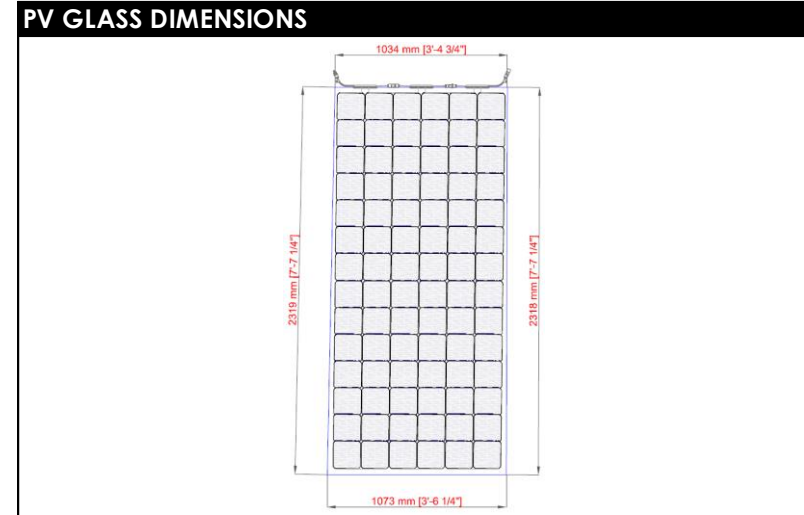 PV GLASS DIMENSIONS
1034 mm [3'-4 3/4"]
2319 mm [7'-7 1/4"]
2318 mm [7'-7 1/4"]
1073 mm [3'-6 1/4"]